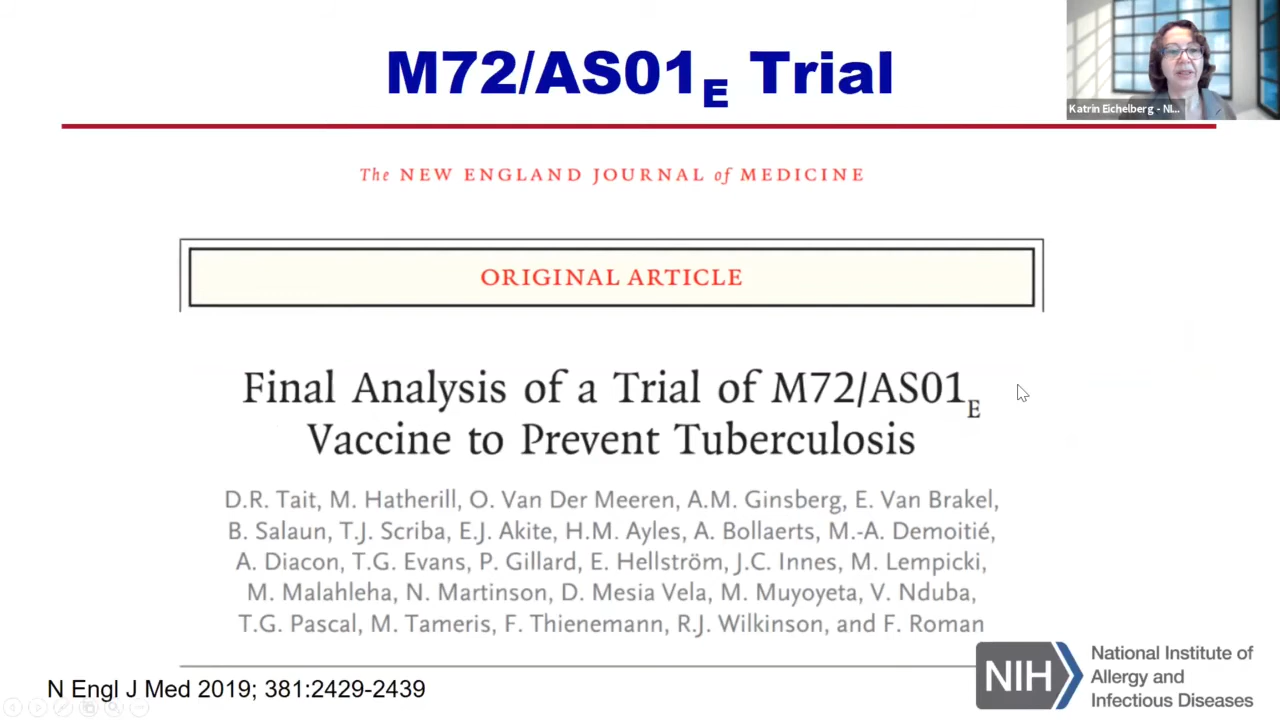 M72/AS01E Trial
Katrin Eichelberg - NI...
The NEW ENGLAND JOURNAL of MEDICINE
ORIGINAL ARTICLE
Final Analysis of a Trial of M72/AS01E
Vaccine to Prevent Tuberculosis
D.R. Tait, M. Hatherill, O. Van Der Meeren, A.M. Ginsberg, E. Van Brakel,
B. Salaun, T.J. Scriba, E.J. Akite, H.M. Ayles, A. Bollaerts, M.-A. Demoitié,
A. Diacon, T.G. Evans, P. Gillard, E. Hellström, J.C. Innes, M. Lempicki,
M. Malahleha, N. Martinson, D. Mesia Vela, M. Muyoyeta, V. Nduba,
T.G. Pascal, M. Tameris, F. Thienemann, R.J. Wilkinson, and F. Roman
N Engl J Med 2019; 381:2429-2439
NIH
National Institute of
Allergy and
Infectious Diseases